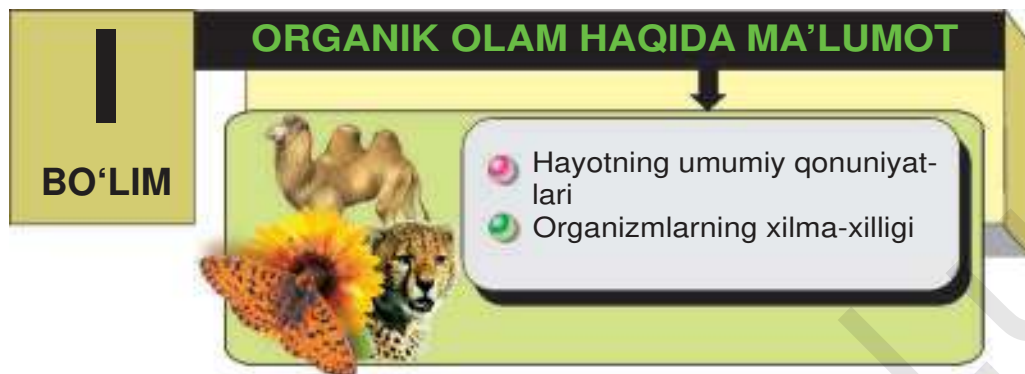 I
BO‘LIM
ORGANIK OLAM HAQIDA MA’LUMOT
Hayotning umumiy qonuniyat-
lari
Organizmlarning xilma-xilligi